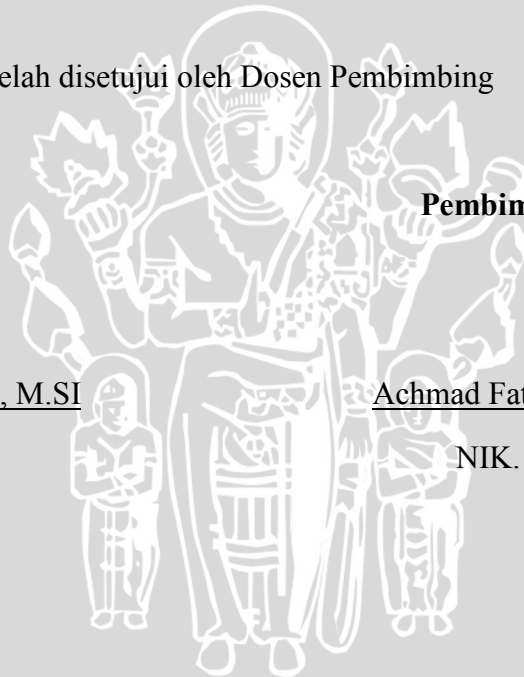 elah disetujui oleh Dosen Pembimbing
Pembim
, M.SI Achmad Fat
NIK.